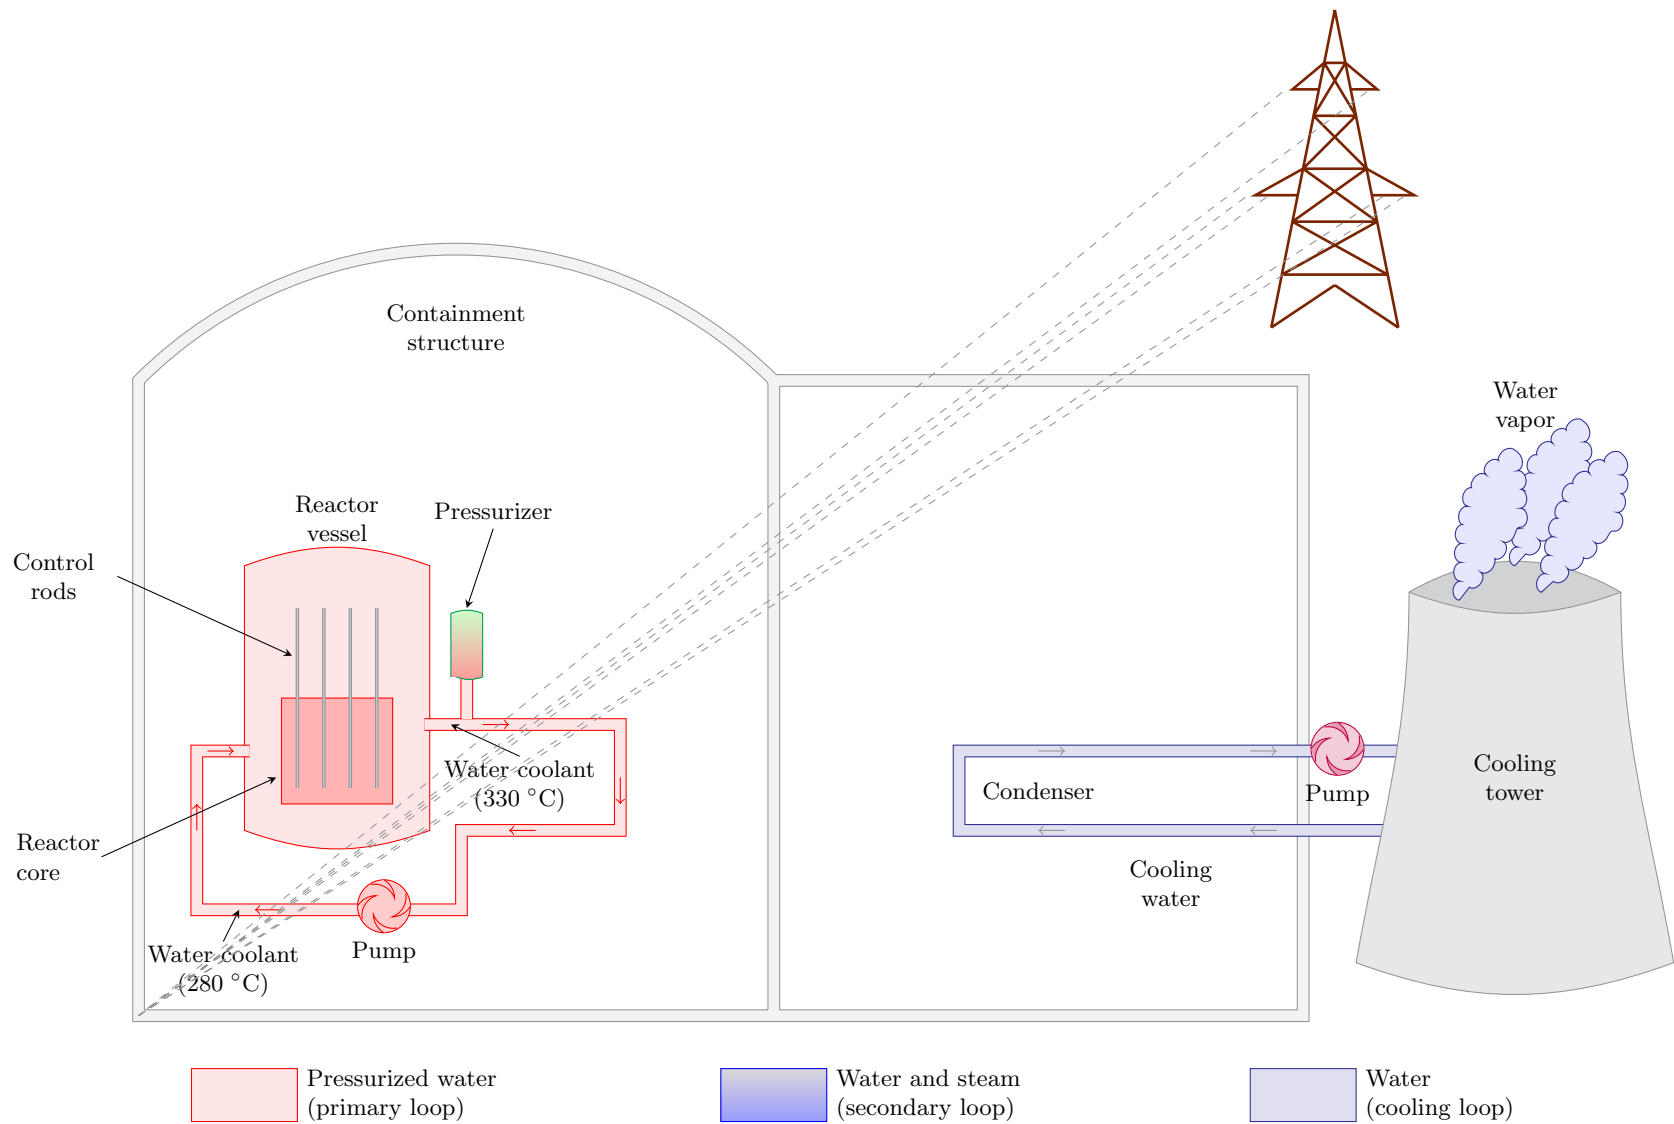 Containment
structure
Water
vapor
Reactor
vessel
Pressurizer
Control
rods
Water coolant
(330 °C)
Condenser
Pump
Cooling
tower
Reactor
core
Cooling
water
Water coolant
(280 °C)
Pump
Pressurized water
(primary loop)
Water and steam
(secondary loop)
Water
(cooling loop)